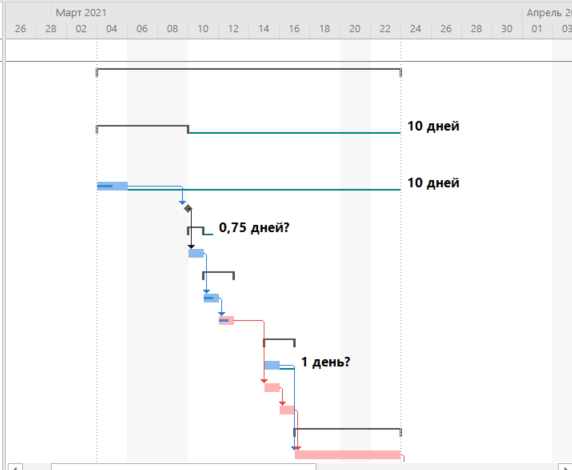 Март 2021 Апрель 20
26 28 02 04 06 08 10 12 14 16 18 20 22 24 26 28 30 01 03
10 дней
10 дней
0,75 дней?
1 день?